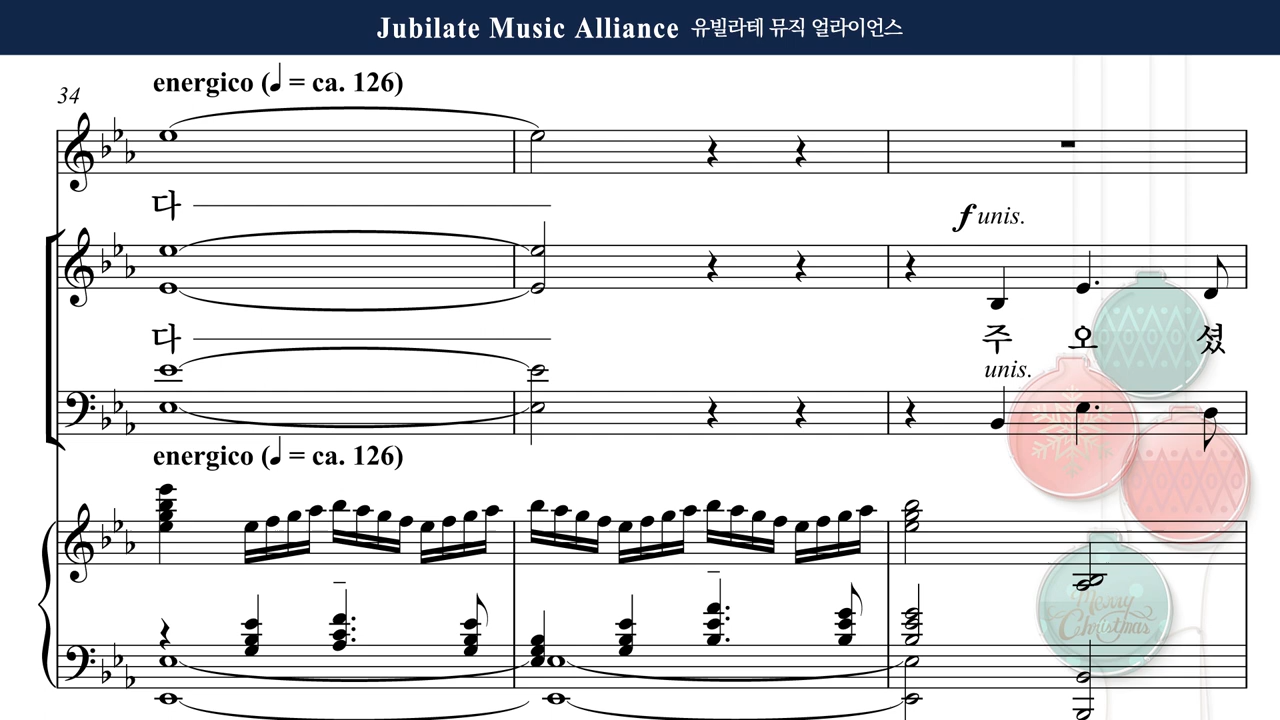 Jubilate Music Alliance 유빌라테 뮤직 얼라이언스
energico (♩ = ca. 126)
34
다
f unis.
다 주 오 셨
unis.
energico (♩ = ca. 126)
Merry
Christmas